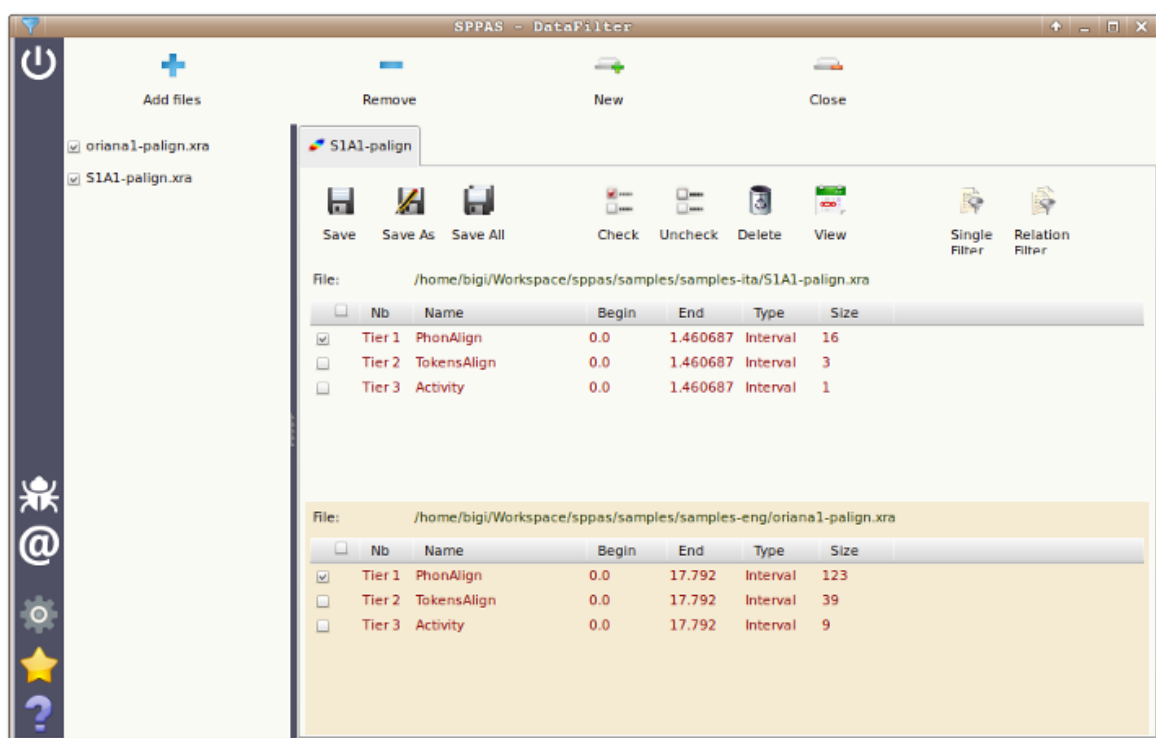 SPPAS - DataFilter
Add files Remove New Close
oriana1-palign.xra
S1A1-palign.xra
S1A1-palign
Save Save As Save All Check Uncheck Delete View Single Filter Relation Filter
File: /home/bigi/Workspace/sppas/samples/samples-ita/S1A1-palign.xra
Nb Name Begin End Type Size
Tier 1 PhonAlign 0.0 1.460687 Interval 16
Tier 2 TokensAlign 0.0 1.460687 Interval 3
Tier 3 Activity 0.0 1.460687 Interval 1
File: /home/bigi/Workspace/sppas/samples/samples-eng/oriana1-palign.xra
Nb Name Begin End Type Size
Tier 1 PhonAlign 0.0 17.792 Interval 123
Tier 2 TokensAlign 0.0 17.792 Interval 39
Tier 3 Activity 0.0 17.792 Interval 9
@
?